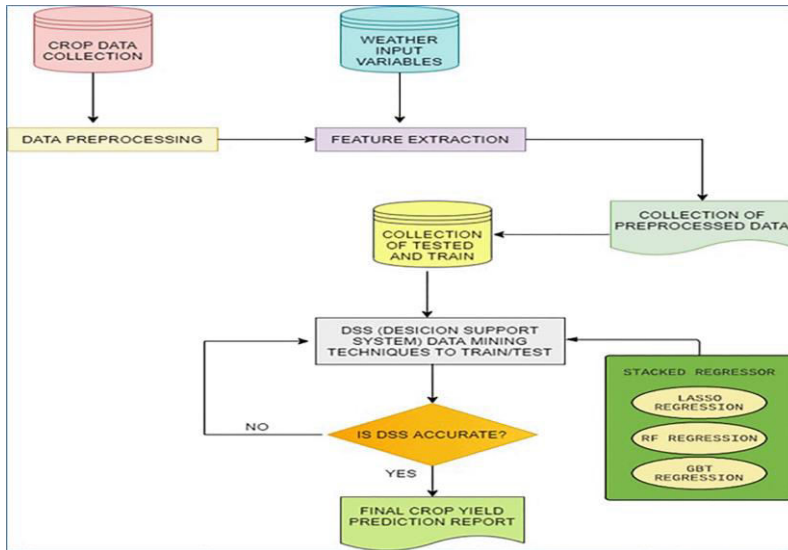 CROP DATA
COLLECTION
WEATHER
INPUT
VARIABLES
DATA PREPROCESSING
FEATURE EXTRACTION
COLLECTION OF
PREPROCESSED DATA
COLLECTION
OF TESTED
AND TRAIN
DSS (DESICION SUPPORT
SYSTEM) DATA MINING
TECHNIQUES TO TRAIN/TEST
STACKED REGRESSOR
LASSO
REGRESSION
RF REGRESSION
GBT
REGRESSION
IS DSS ACCURATE?
NO
YES
FINAL CROP YIELD
PREDICTION REPORT